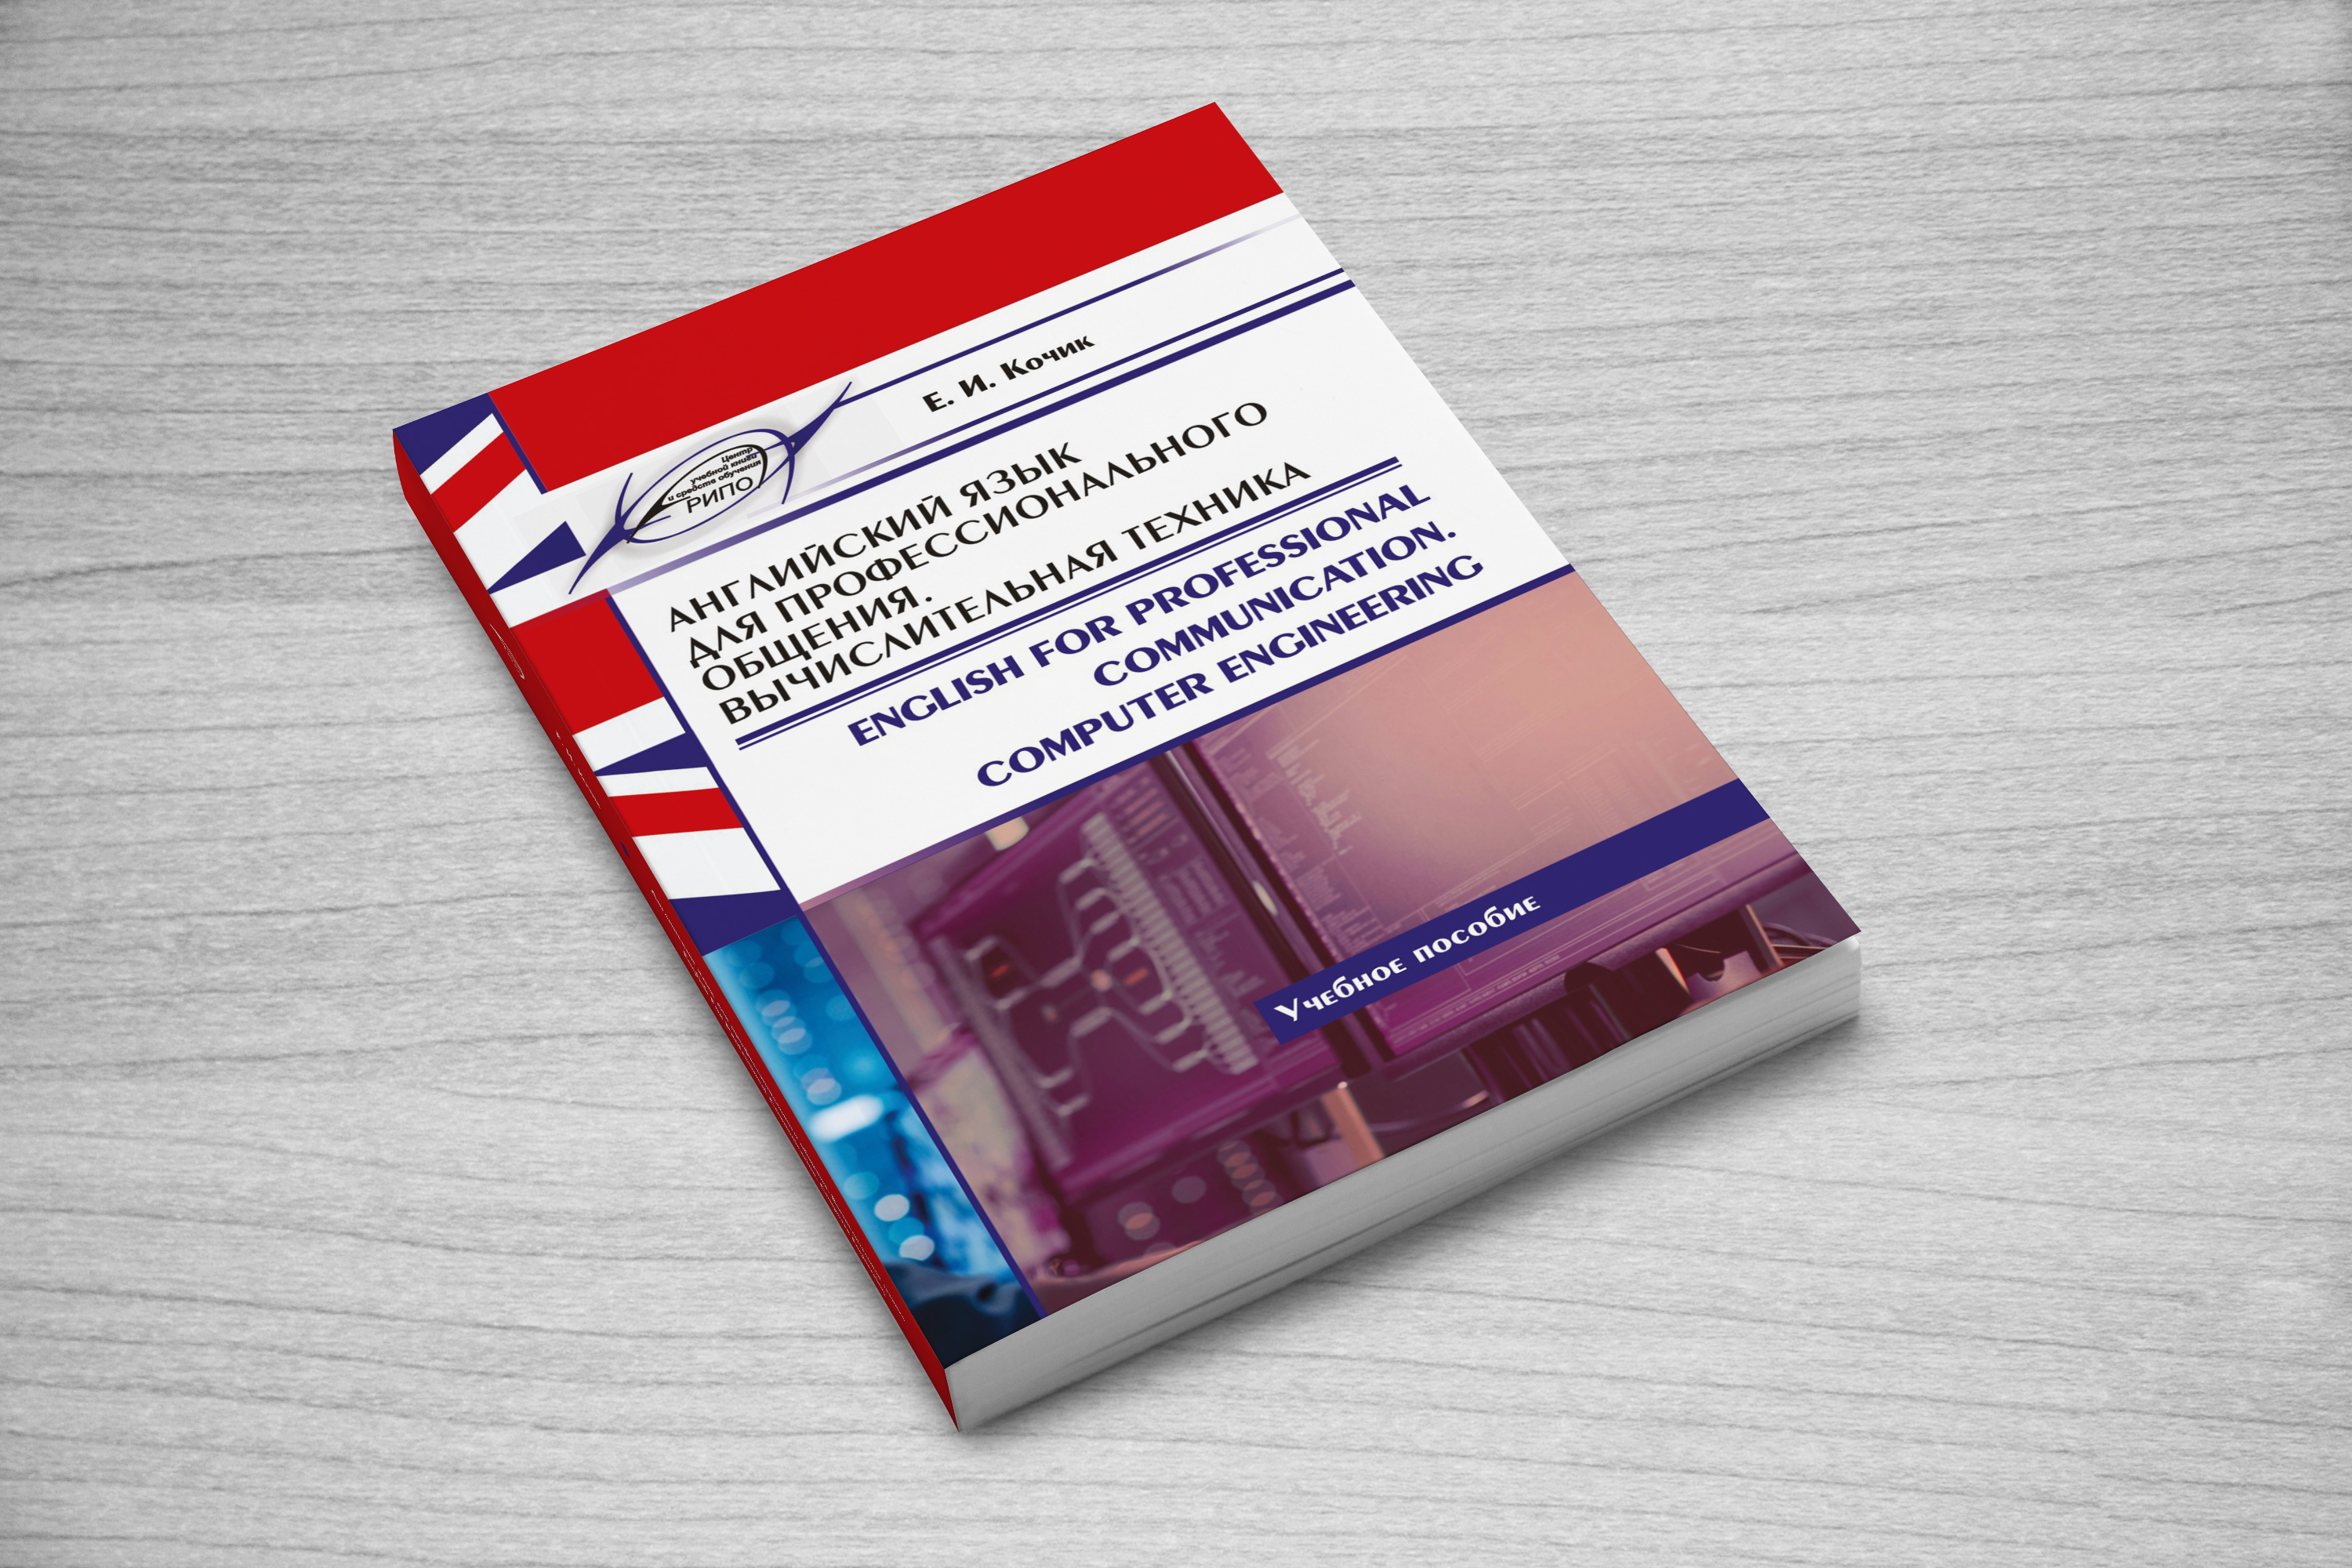 Е. И. Кочик
Центр
учебной книги
и средств обучения
РИПО
АНГЛИЙСКИЙ ЯЗЫК
ДЛЯ ПРОФЕССИОНАЛЬНОГО
ОБЩЕНИЯ.
ВЫЧИСЛИТЕЛЬНАЯ ТЕХНИКА
ENGLISH FOR PROFESSIONAL
COMMUNICATION.
COMPUTER ENGINEERING
Учебное пособие